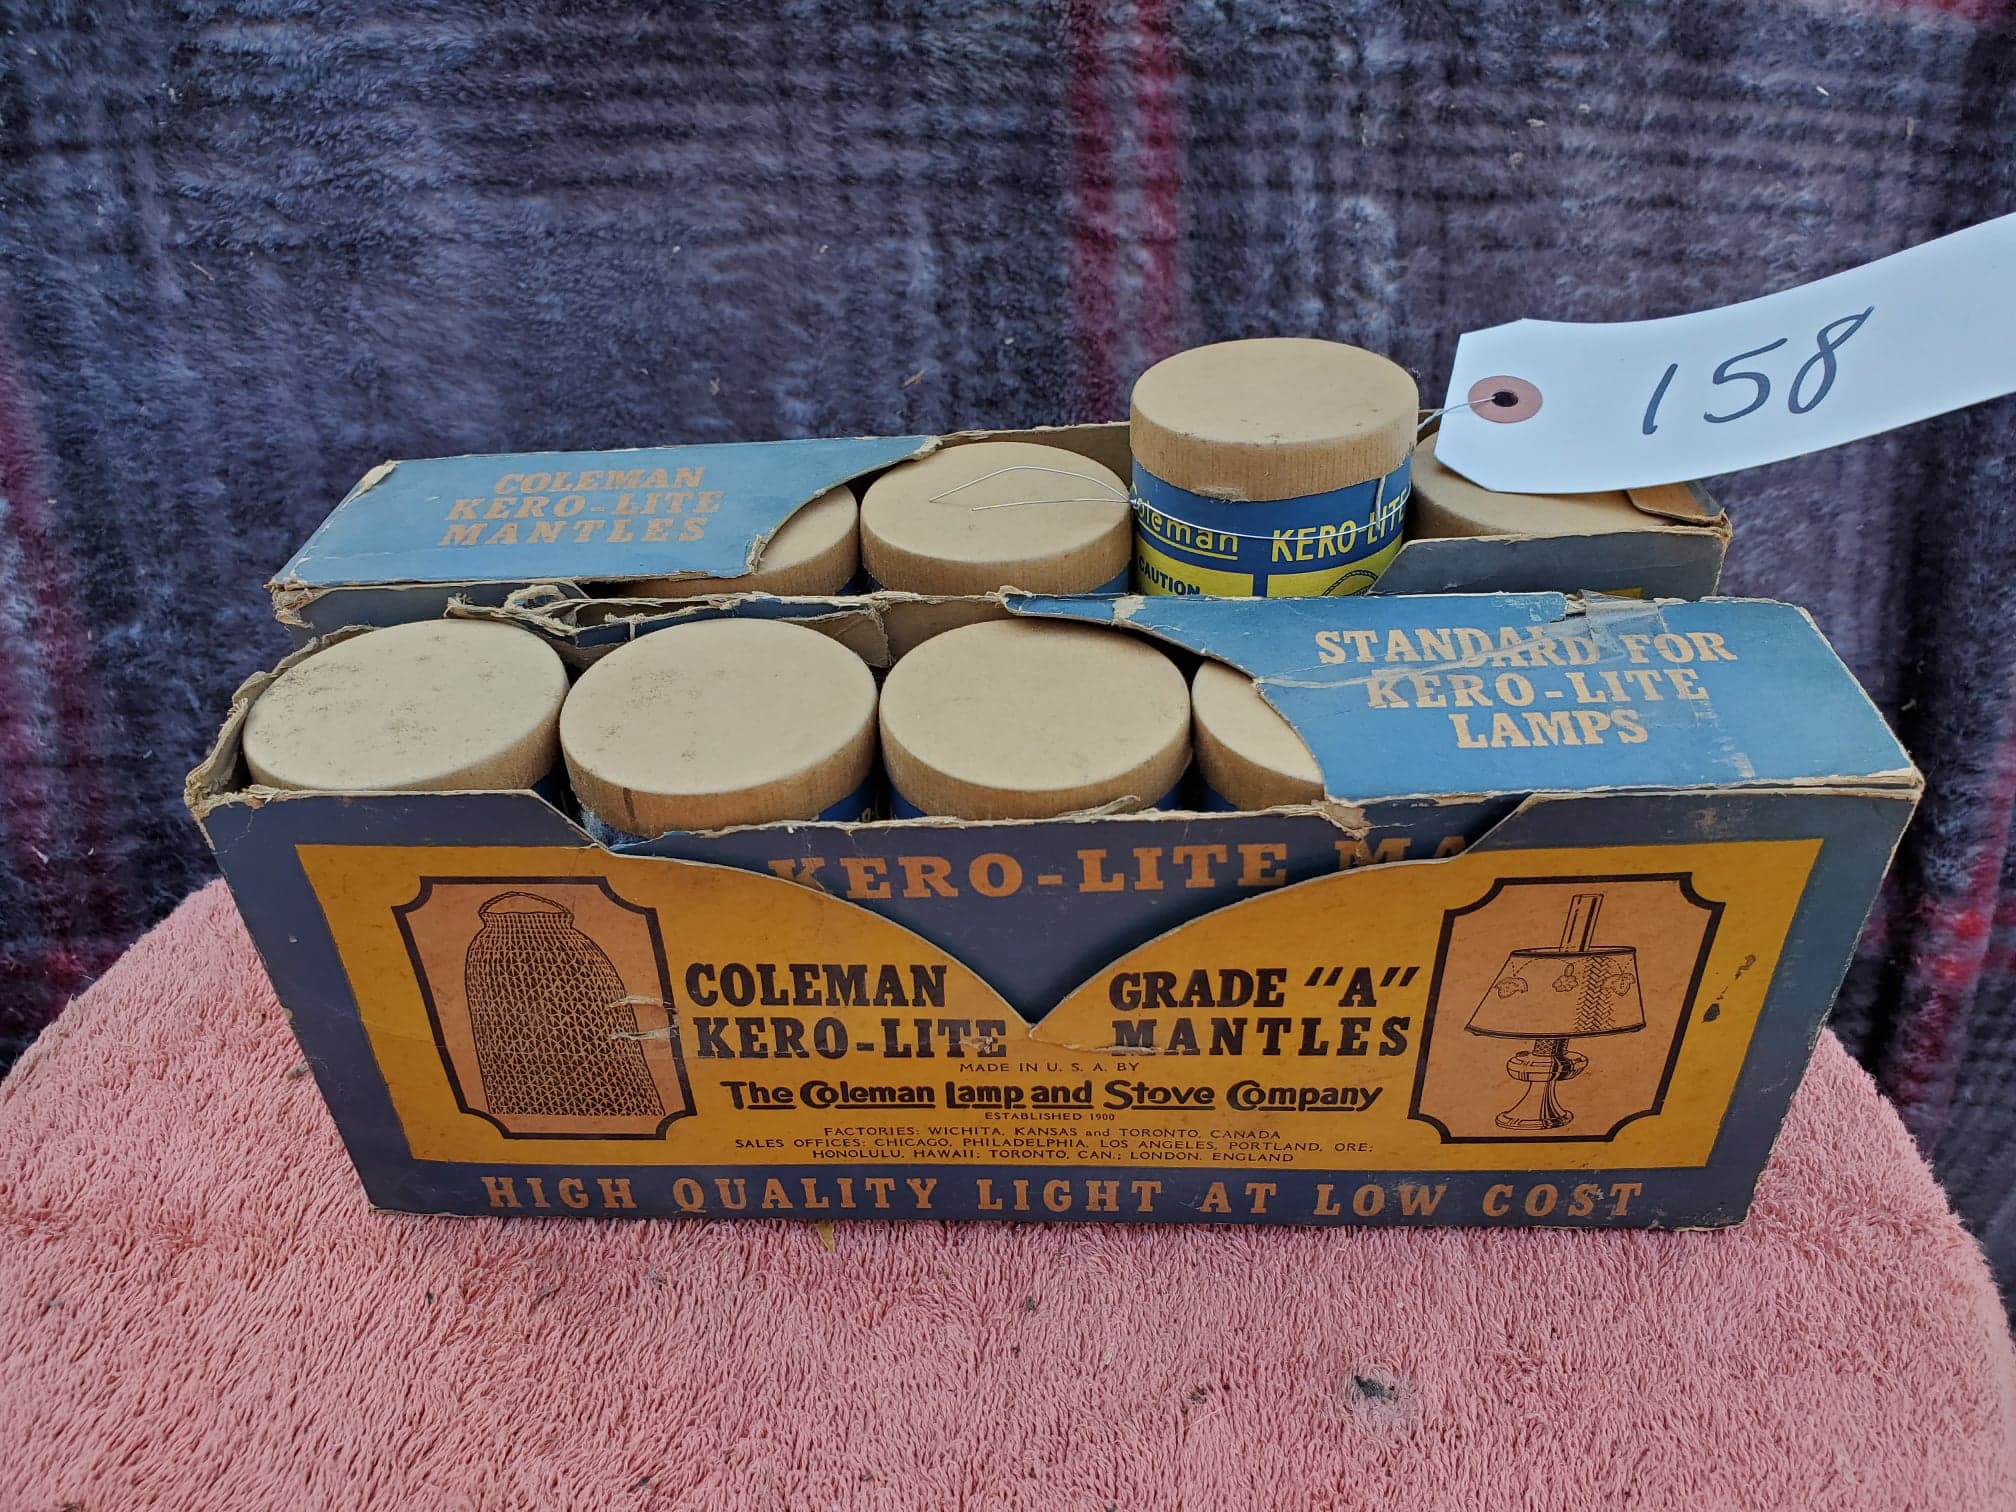 158
COLEMAN
KERO-LITE
MANTLES
Coleman KERO-LITE
CAUTION
STANDARD FOR
KERO-LITE
LAMPS
KERO-LITE MA
COLEMAN
KERO-LITE
GRADE "A"
MANTLES
MADE IN U. S. A. BY
The Coleman Lamp and Stove Company
ESTABLISHED 1900
FACTORIES: WICHITA, KANSAS and TORONTO, CANADA
SALES OFFICES: CHICAGO, PHILADELPHIA, LOS ANGELES, PORTLAND, ORE;
HONOLULU, HAWAII; TORONTO, CAN.; LONDON, ENGLAND
HIGH QUALITY LIGHT AT LOW COST